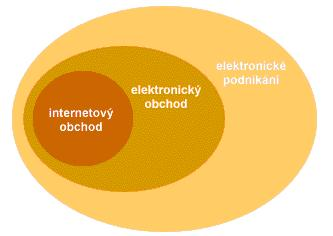 elektronické
podnikání
elektronický
obchod
internetový
obchod